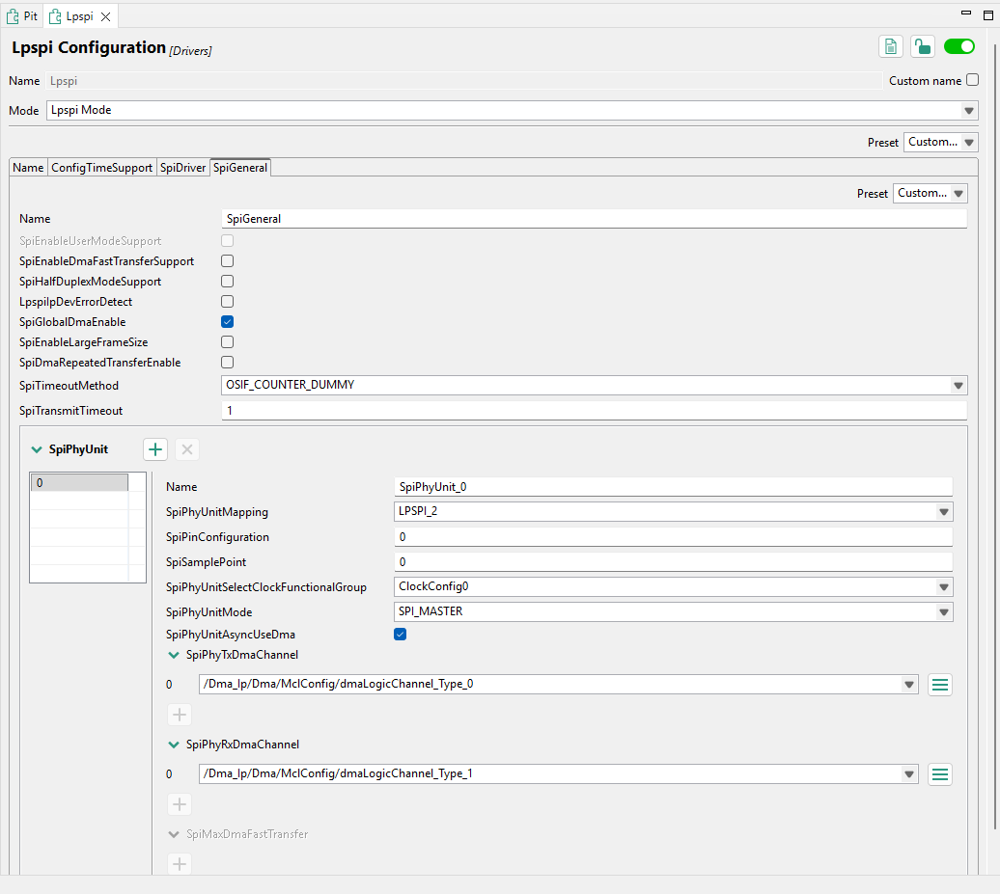 Pit Lpspi
Lpspi Configuration [Drivers]
Name Lpspi Custom name
Mode Lpspi Mode
Preset Custom...
Name ConfigTimeSupport SpiDriver SpiGeneral
Preset Custom...
Name SpiGeneral
SpiEnableUserModeSupport
SpiEnableDmaFastTransferSupport
SpiHalfDuplexModeSupport
LpspiIpDevErrorDetect
SpiGlobalDmaEnable
SpiEnableLargeFrameSize
SpiDmaRepeatedTransferEnable
SpiTimeoutMethod OSIF_COUNTER_DUMMY
SpiTransmitTimeout 1
SpiPhyUnit
0
Name SpiPhyUnit_0
SpiPhyUnitMapping LPSPI_2
SpiPinConfiguration 0
SpiSamplePoint 0
SpiPhyUnitSelectClockFunctionalGroup ClockConfig0
SpiPhyUnitMode SPI_MASTER
SpiPhyUnitAsyncUseDma
SpiPhyTxDmaChannel
0 /Dma_Ip/Dma/MclConfig/dmaLogicChannel_Type_0
SpiPhyRxDmaChannel
0 /Dma_Ip/Dma/MclConfig/dmaLogicChannel_Type_1
SpiMaxDmaFastTransfer